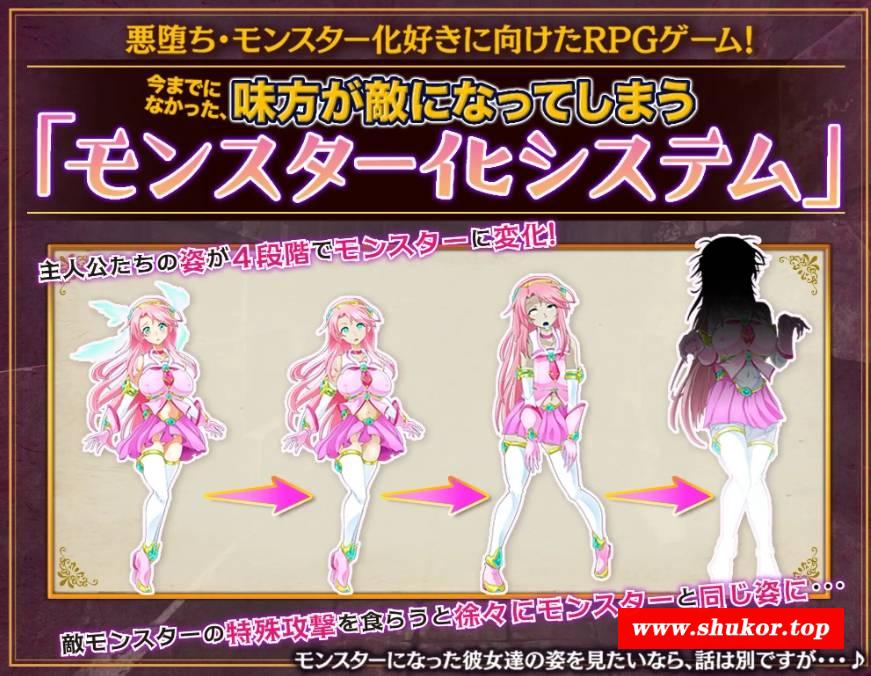 悪堕ち・モンスター化好きに向けたRPGゲーム!
今までに
なかった、味方が敵になってしまう
「モンスター化システム」
主人公たちの姿が4段階でモンスターに変化!
敵モンスターの特殊攻撃を食らうと徐々にモンスターと同じ姿に・・・
www.shukor.top
モンスターになった彼女達の姿を見たいなら、話は別ですが・・・♪